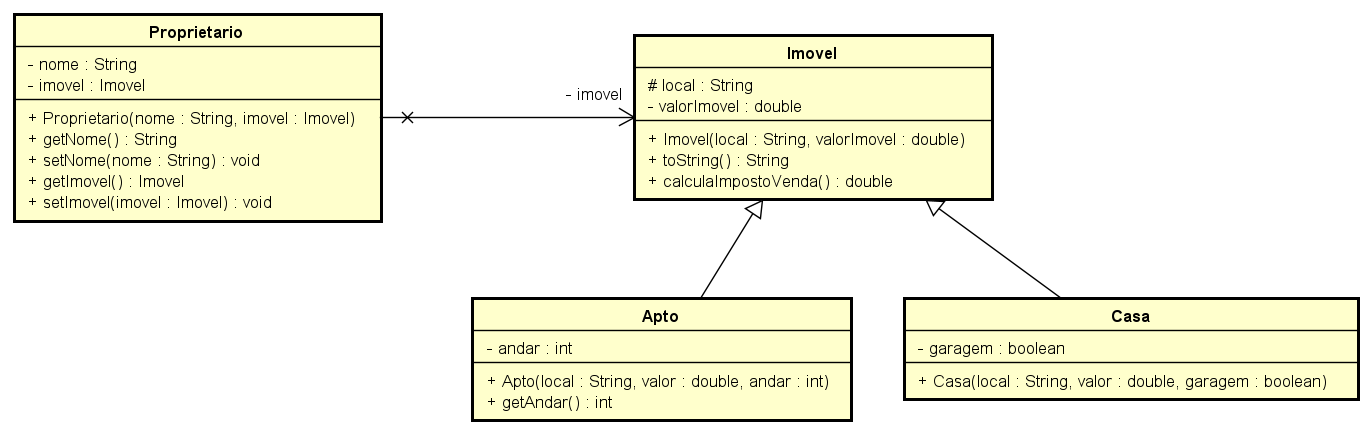 Proprietario
- nome : String
- imovel : Imovel
+ Proprietario(nome : String, imovel : Imovel)
+ getNome() : String
+ setNome(nome : String) : void
+ getImovel() : Imovel
+ setImovel(imovel : Imovel) : void
- imovel
Imovel
# local : String
- valorImovel : double
+ Imovel(local : String, valorImovel : double)
+ toString() : String
+ calculaImpostoVenda() : double
Apto
- andar : int
+ Apto(local : String, valor : double, andar : int)
+ getAndar() : int
Casa
- garagem : boolean
+ Casa(local : String, valor : double, garagem : boolean)